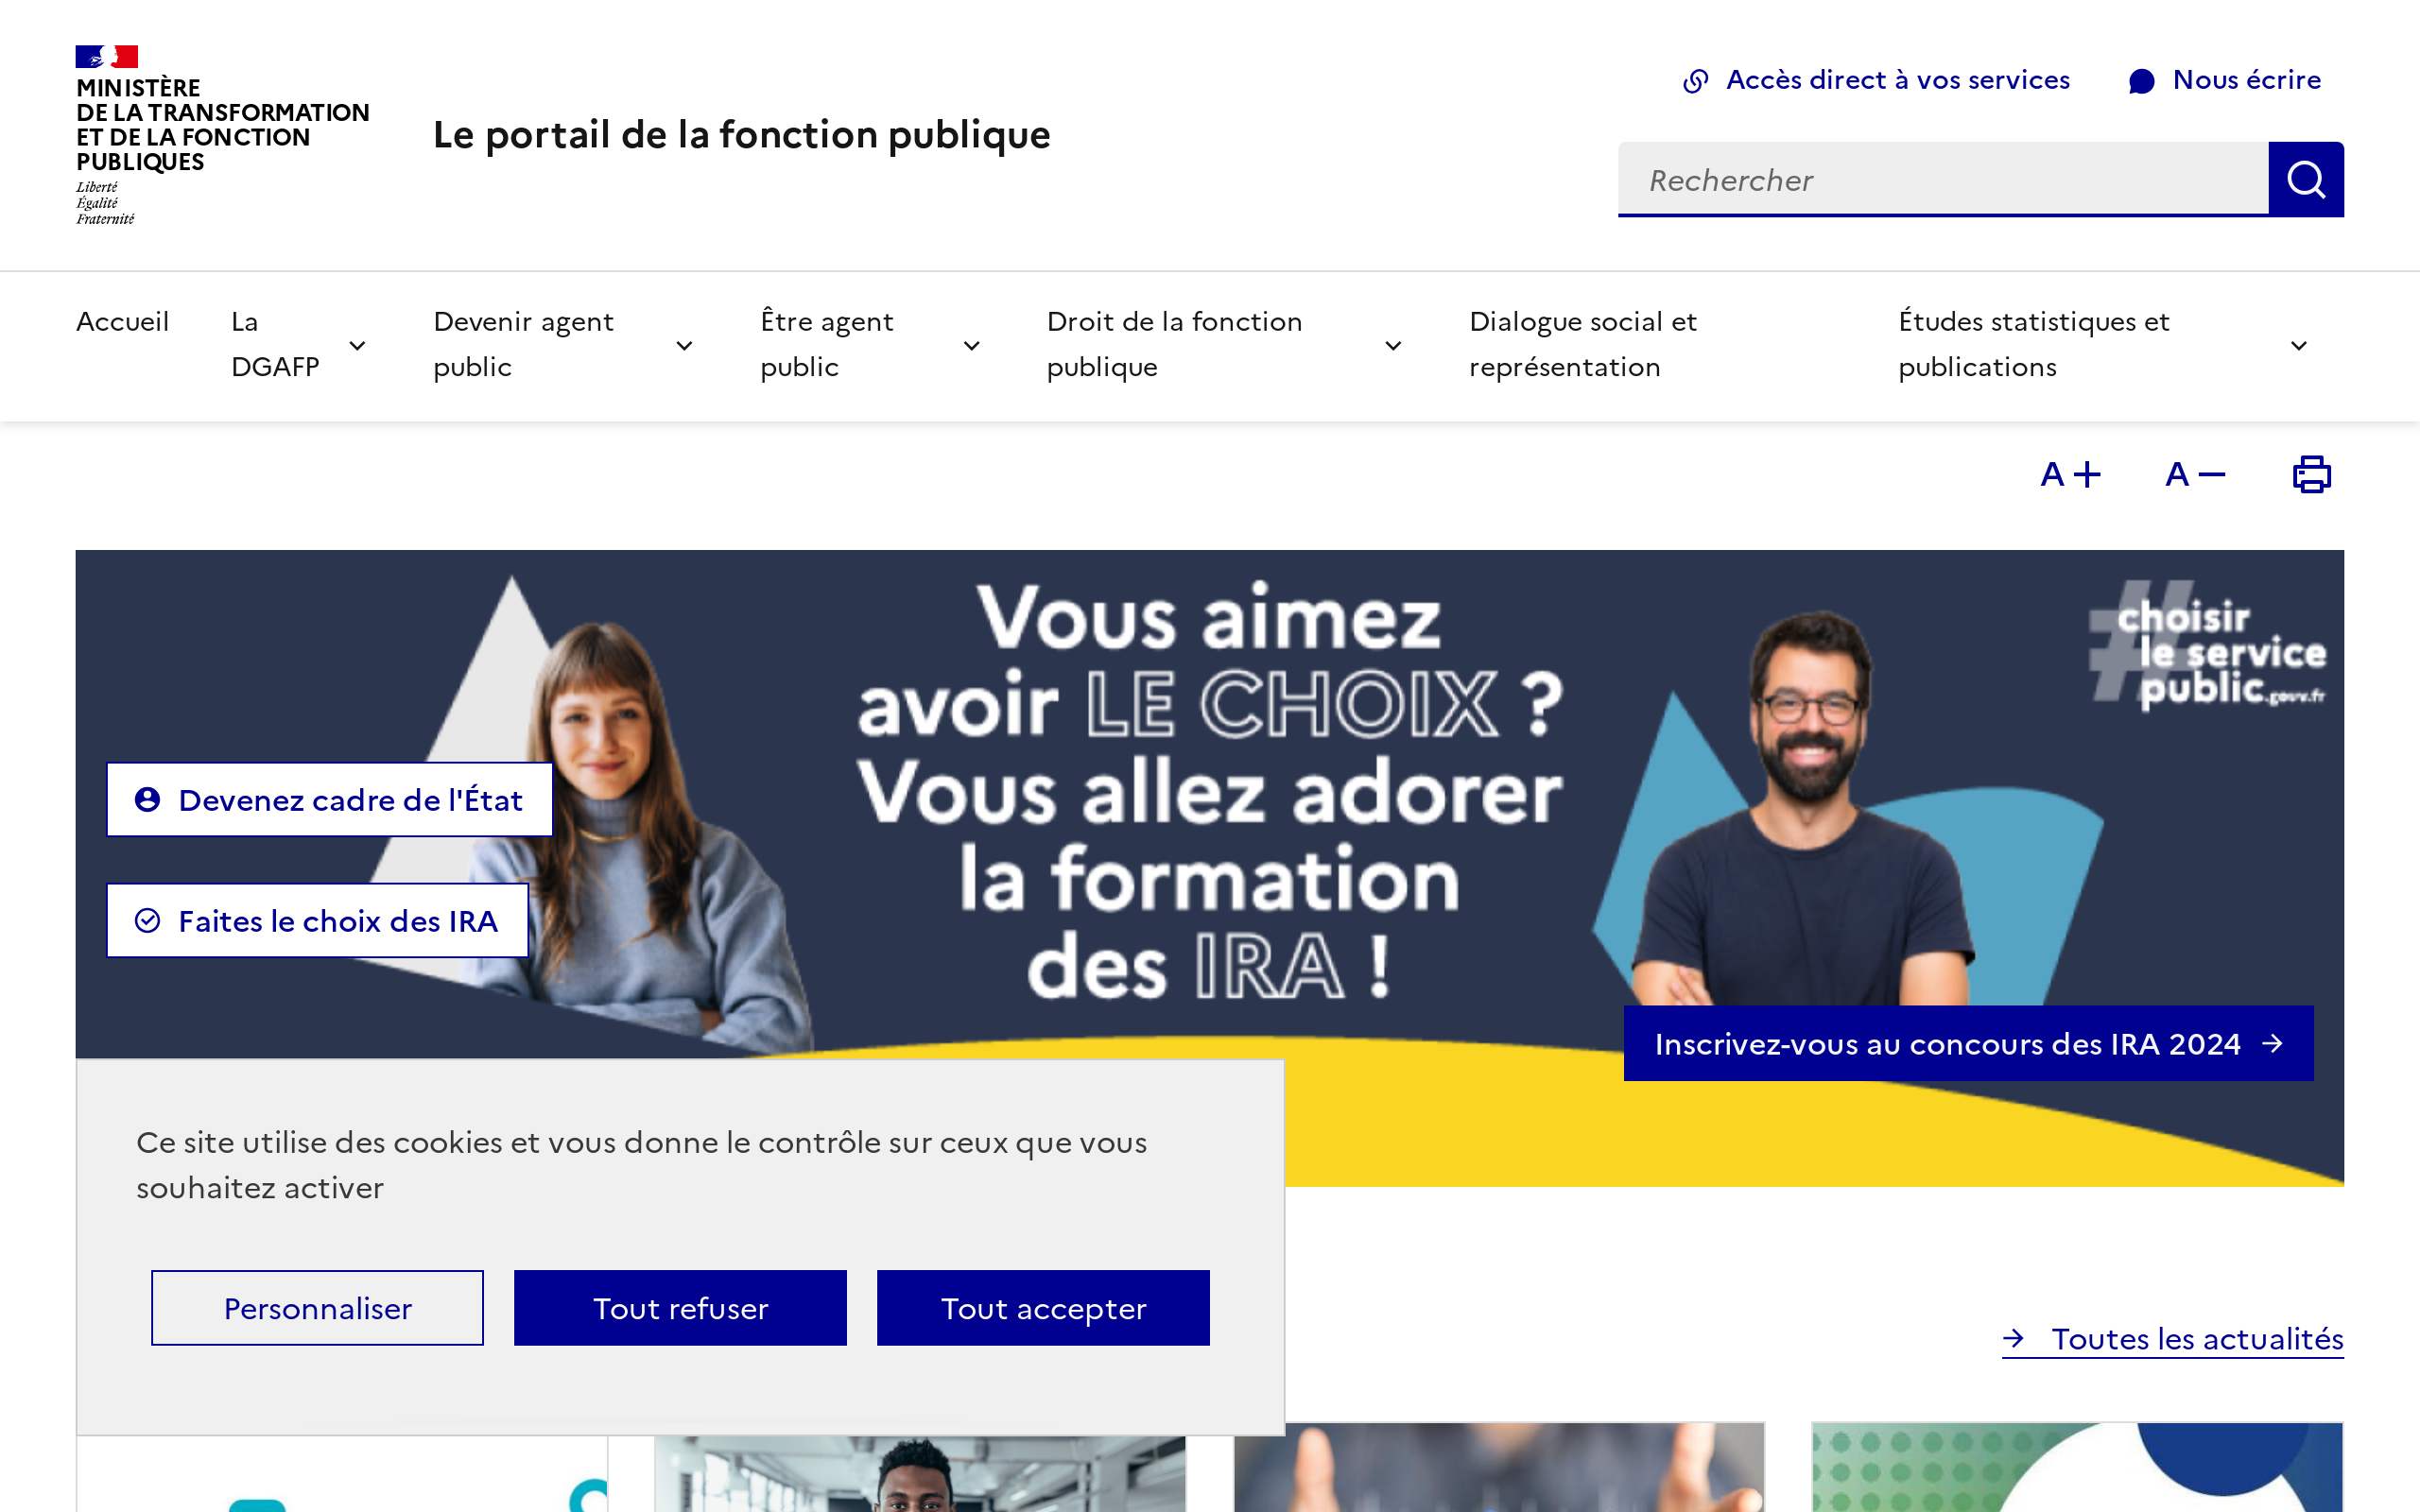 MINISTÈRE
DE LA TRANSFORMATION
ET DE LA FONCTION
PUBLIQUES
Liberté
Égalité
Fraternité
Le portail de la fonction publique
Accès direct à vos services
Nous écrire
Rechercher
Accueil
La
DGAFP
Devenir agent
public
Être agent
public
Droit de la fonction
publique
Dialogue social et
représentation
Études statistiques et
publications
A+
A−
Vous aimez
avoir LE CHOIX ?
Vous allez adorer
la formation
des IRA !
#choisir
le service
public.gouv.fr
Devenez cadre de l'État
Faites le choix des IRA
Inscrivez-vous au concours des IRA 2024
Ce site utilise des cookies et vous donne le contrôle sur ceux que vous
souhaitez activer
Personnaliser
Tout refuser
Tout accepter
Toutes les actualités